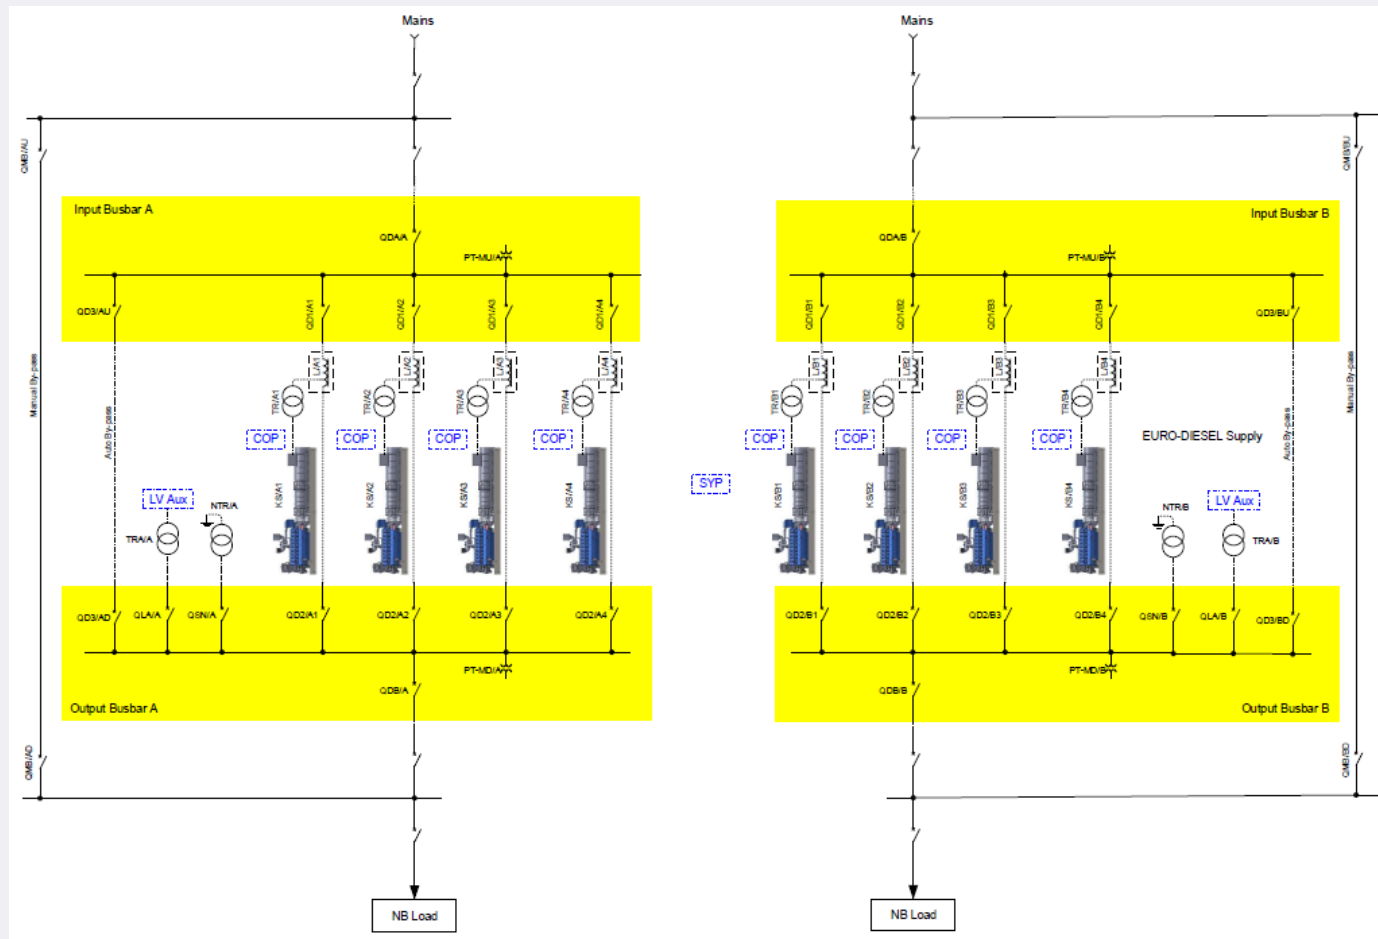 Mains
Mains
QMB/AU
QMB/BU
Input Busbar A
Input Busbar B
QDA/A
QDA/B
PT-MU/A
PT-MU/B
QD3/AU
QD1/A1
QD1/A2
QD1/A3
QD1/A4
QD1/B1
QD1/B2
QD1/B3
QD1/B4
QD3/BU
Manual By-pass
Auto By-pass
L/A1
L/A2
L/A3
L/A4
L/B1
L/B2
L/B3
L/B4
Auto By-pass
Manual By-pass
TR/A1
TR/A2
TR/A3
TR/A4
TR/B1
TR/B2
TR/B3
TR/B4
COP
COP
COP
COP
COP
COP
COP
COP
EURO-DIESEL Supply
SYP
KS/A1
KS/A2
KS/A3
KS/A4
KS/B1
KS/B2
KS/B3
KS/B4
LV Aux
NTR/A
NTR/B
LV Aux
TRA/A
TRA/B
QD3/AD
QLA/A
QSN/A
QD2/A1
QD2/A2
QD2/A3
QD2/A4
QD2/B1
QD2/B2
QD2/B3
QD2/B4
QSN/B
QLA/B
QD3/BD
PT-MD/A
PT-MD/B
QDB/A
QDB/B
Output Busbar A
Output Busbar B
QMB/AD
QMB/BD
NB Load
NB Load